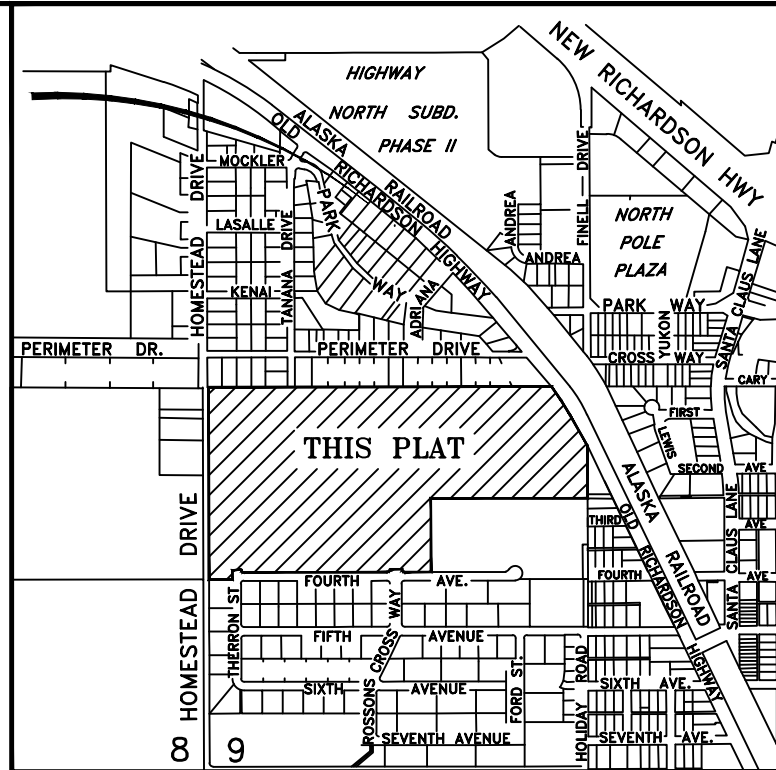 NEW RICHARDSON HWY
HIGHWAY
NORTH SUBD.
PHASE II
ALASKA
RAILROAD
OLD
RICHARDSON
HIGHWAY
MOCKLER
LASALLE
KENAI
HOMESTEAD DRIVE
TANANA DRIVE
PARK
WAY
ADRIANA
ANDREA
ANDREA
FINELL DRIVE
NORTH
POLE
PLAZA
SANTA CLAUS LANE
PARK WAY
YUKON
CROSS WAY
CARY
PERIMETER DR.
PERIMETER DRIVE
FIRST
LEWIS
SECOND AVE
THIS PLAT
ALASKA
RAILROAD
OLD
RICHARDSON
HIGHWAY
THIRD
AVE
FOURTH
AVE
SANTA CLAUS LANE
HOMESTEAD DRIVE
FOURTH AVE.
THERRON ST
FIFTH AVENUE
ROSSONS CROSS WAY
SIXTH AVENUE
FORD ST.
HOLIDAY ROAD
SIXTH AVE.
SEVENTH AVENUE
SEVENTH AVE.
8 9